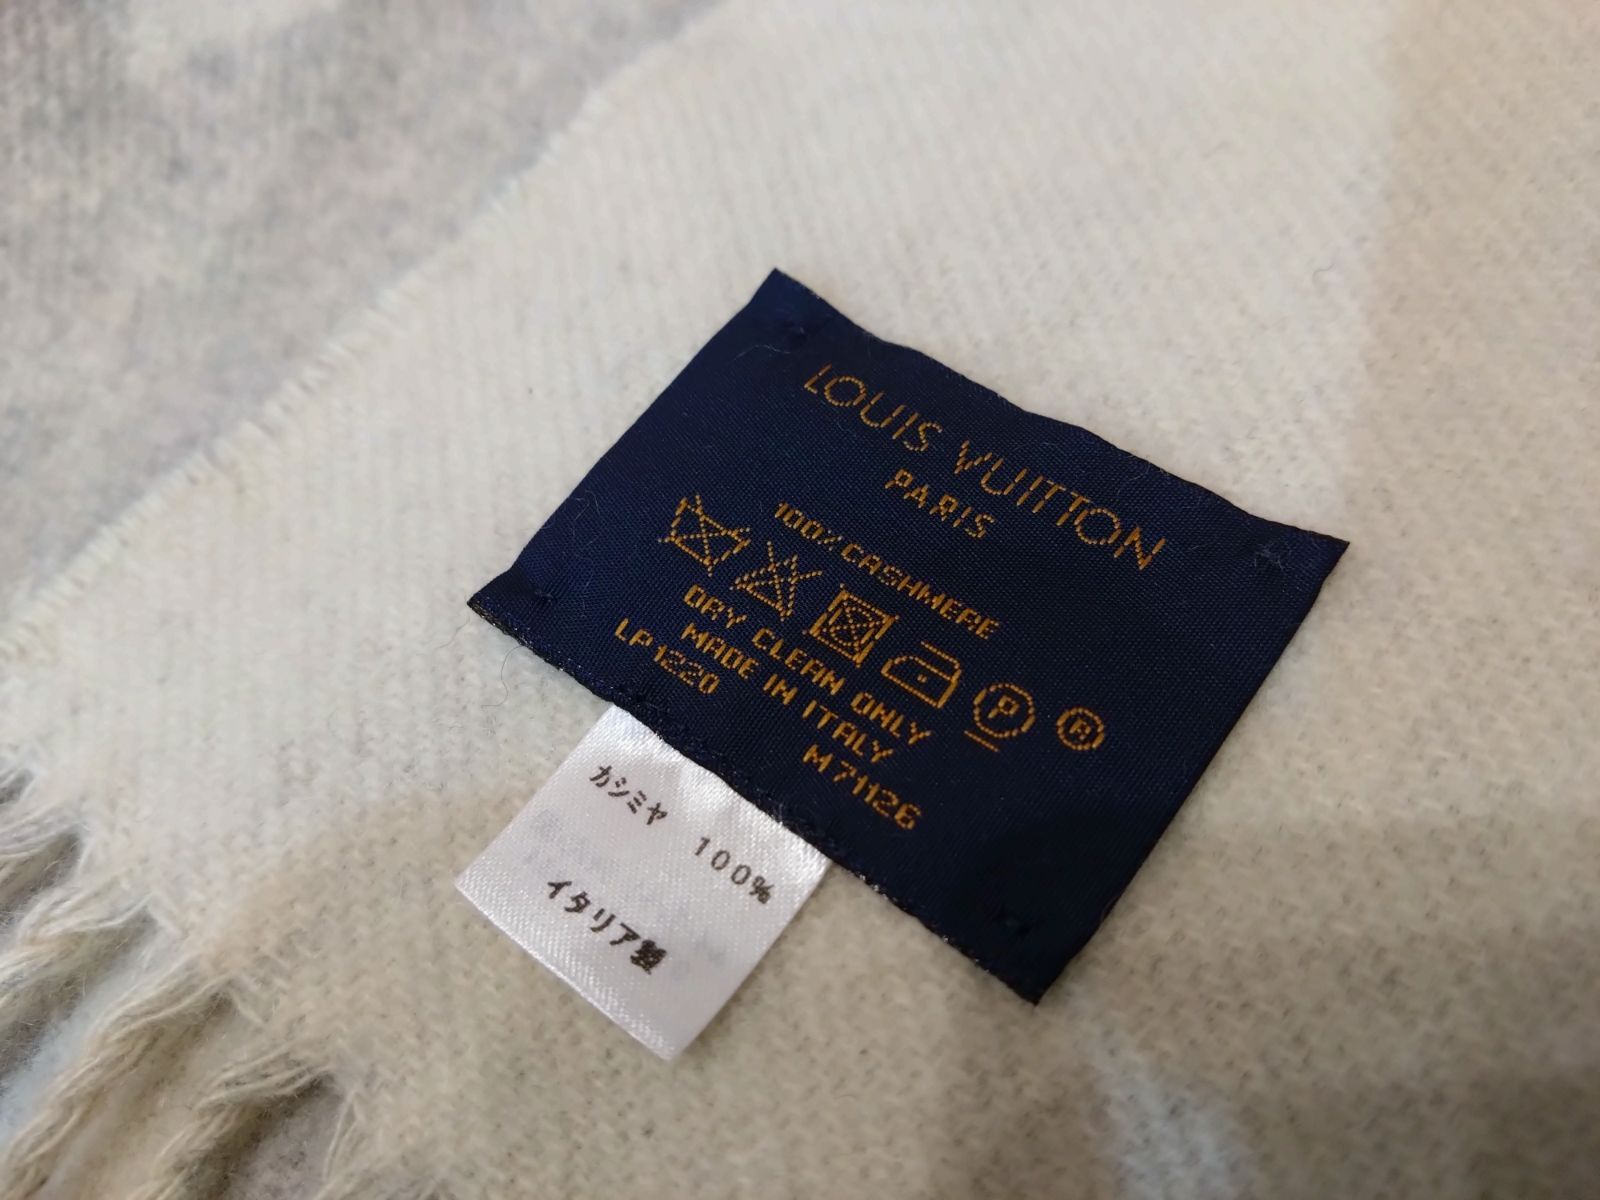 LOUIS VUITTON
PARIS
100% CASHMERE
P ®
DRY CLEAN ONLY
MADE IN ITALY
LP1220 M71126
カシミヤ 100%
イタリア製